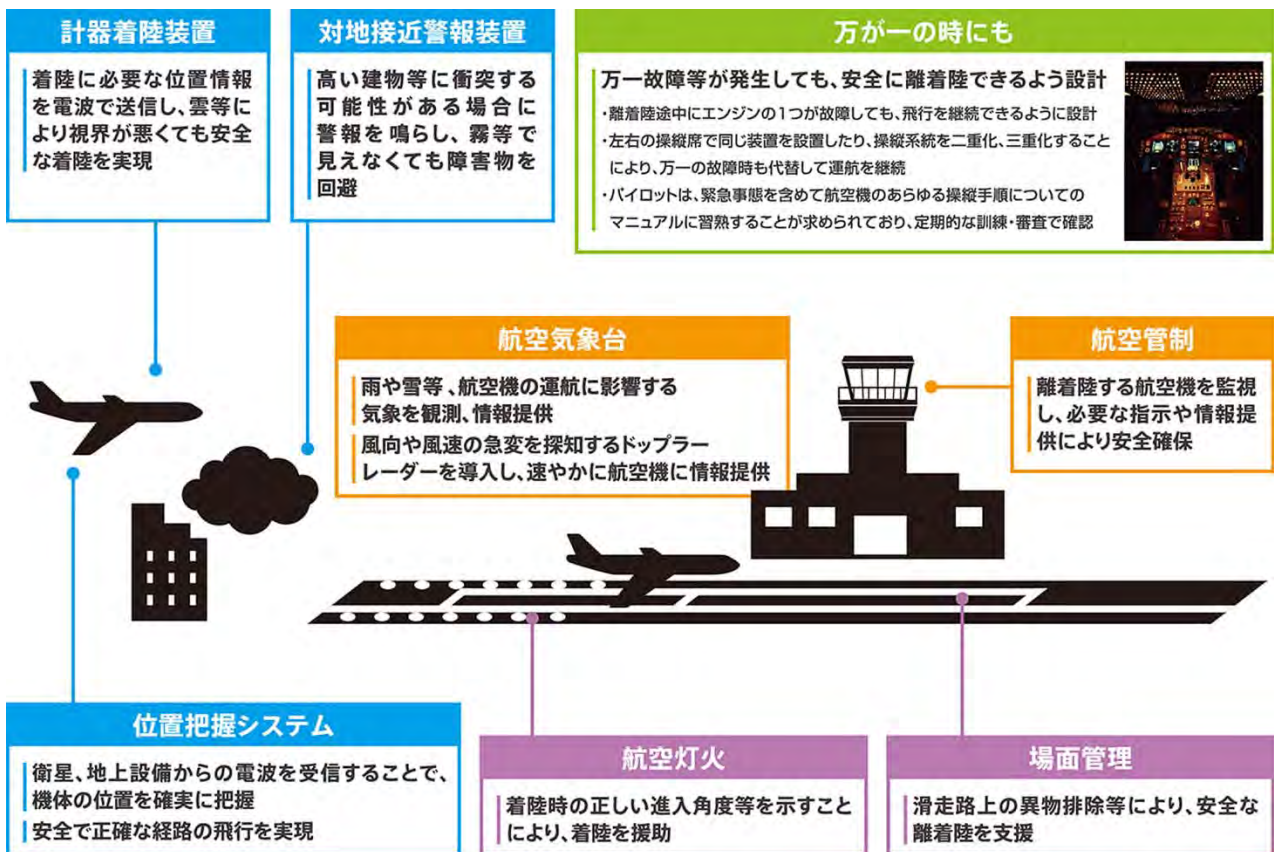 計器着陸装置
着陸に必要な位置情報
を電波で送信し、雲等に
より視界が悪くても安全
な着陸を実現
対地接近警報装置
高い建物等に衝突する
可能性がある場合に
警報を鳴らし、霧等で
見えなくても障害物を
回避
万が一の時にも
万一故障等が発生しても、安全に離着陸できるよう設計
・離着陸途中にエンジンの1つが故障しても、飛行を継続できるように設計
・左右の操縦席で同じ装置を設置したり、操縦系統を二重化、三重化すること
により、万一の故障時も代替して運航を継続
・パイロットは、緊急事態を含めて航空機のあらゆる操縦手順についての
マニュアルに習熟することが求められており、定期的な訓練・審査で確認
航空気象台
雨や雪等、航空機の運航に影響する
気象を観測、情報提供
風向や風速の急変を探知するドップラー
レーダーを導入し、速やかに航空機に情報提供
航空管制
離着陸する航空機を監視
し、必要な指示や情報提
供により安全確保
位置把握システム
衛星、地上設備からの電波を受信することで、
機体の位置を確実に把握
安全で正確な経路の飛行を実現
航空灯火
着陸時の正しい進入角度等を示すこと
により、着陸を援助
場面管理
滑走路上の異物排除等により、安全な
離着陸を支援